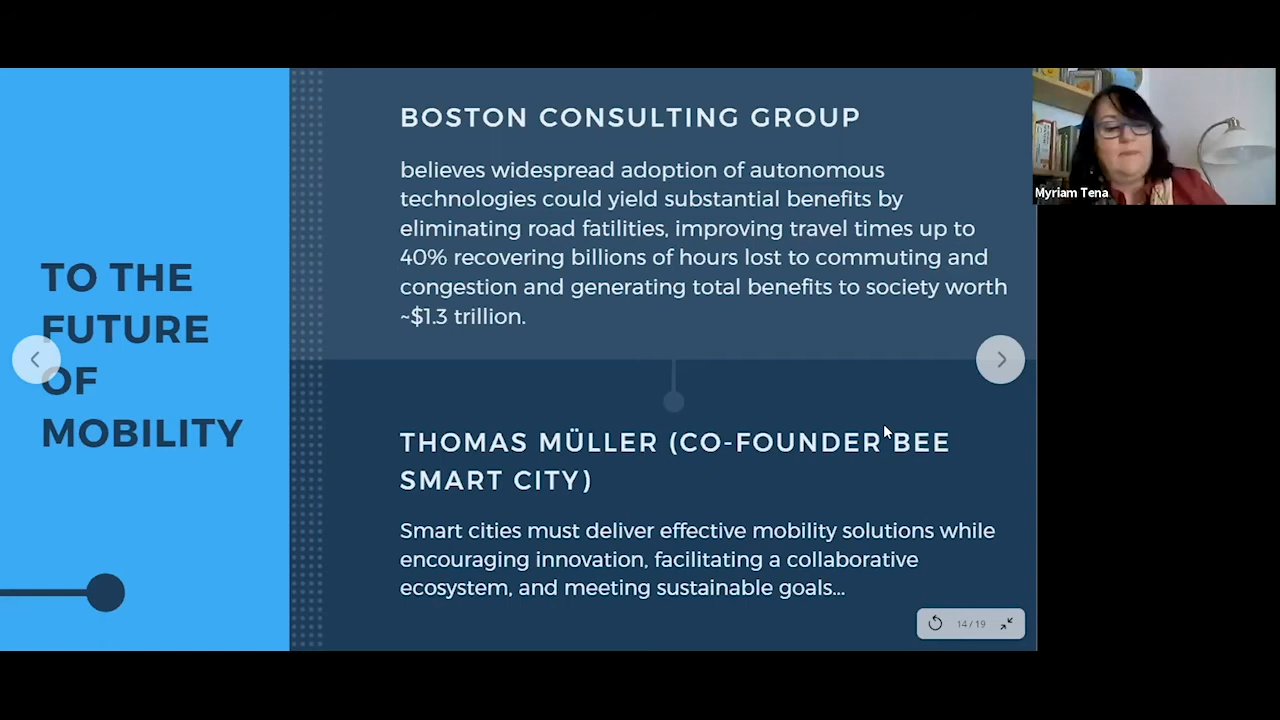 TO THE
FUTURE
OF
MOBILITY
BOSTON CONSULTING GROUP
believes widespread adoption of autonomous
technologies could yield substantial benefits by
eliminating road fatilities, improving travel times up to
40% recovering billions of hours lost to commuting and
congestion and generating total benefits to society worth
~$1.3 trillion.
THOMAS MÜLLER (CO-FOUNDER BEE
SMART CITY)
Smart cities must deliver effective mobility solutions while
encouraging innovation, facilitating a collaborative
ecosystem, and meeting sustainable goals...
14 / 19
Myriam Tena